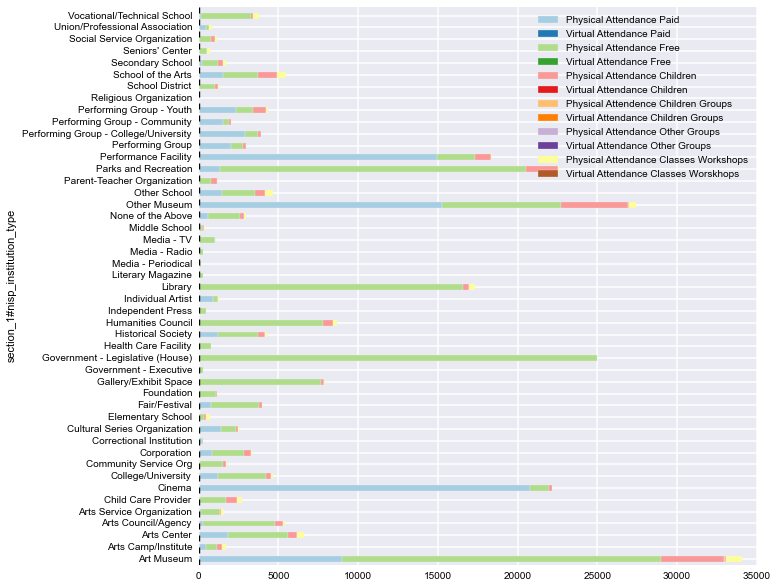 Vocational/Technical School
Union/Professional Association
Social Service Organization
Seniors' Center
Secondary School
School of the Arts
School District
Religious Organization
Performing Group - Youth
Performing Group - Community
Performing Group - College/University
Performing Group
Performance Facility
Parks and Recreation
Parent-Teacher Organization
Other School
Other Museum
None of the Above
Middle School
Media - TV
Media - Radio
Media - Periodical
Literary Magazine
Library
Individual Artist
Independent Press
Humanities Council
Historical Society
Health Care Facility
Government - Legislative (House)
Government - Executive
Gallery/Exhibit Space
Foundation
Fair/Festival
Elementary School
Cultural Series Organization
Correctional Institution
Corporation
Community Service Org
College/University
Cinema
Child Care Provider
Arts Service Organization
Arts Council/Agency
Arts Center
Arts Camp/Institute
Art Museum
section_1#nisp_institution_type
Physical Attendance Paid
Virtual Attendance Paid
Physical Attendance Free
Virtual Attendance Free
Physical Attendance Children
Virtual Attendance Children
Physical Attendence Children Groups
Virtual Attendance Children Groups
Physical Attendance Other Groups
Virtual Attendance Other Groups
Physical Attendance Classes Workshops
Virtual Attendance Classes Worskhops
0 5000 10000 15000 20000 25000 30000 35000